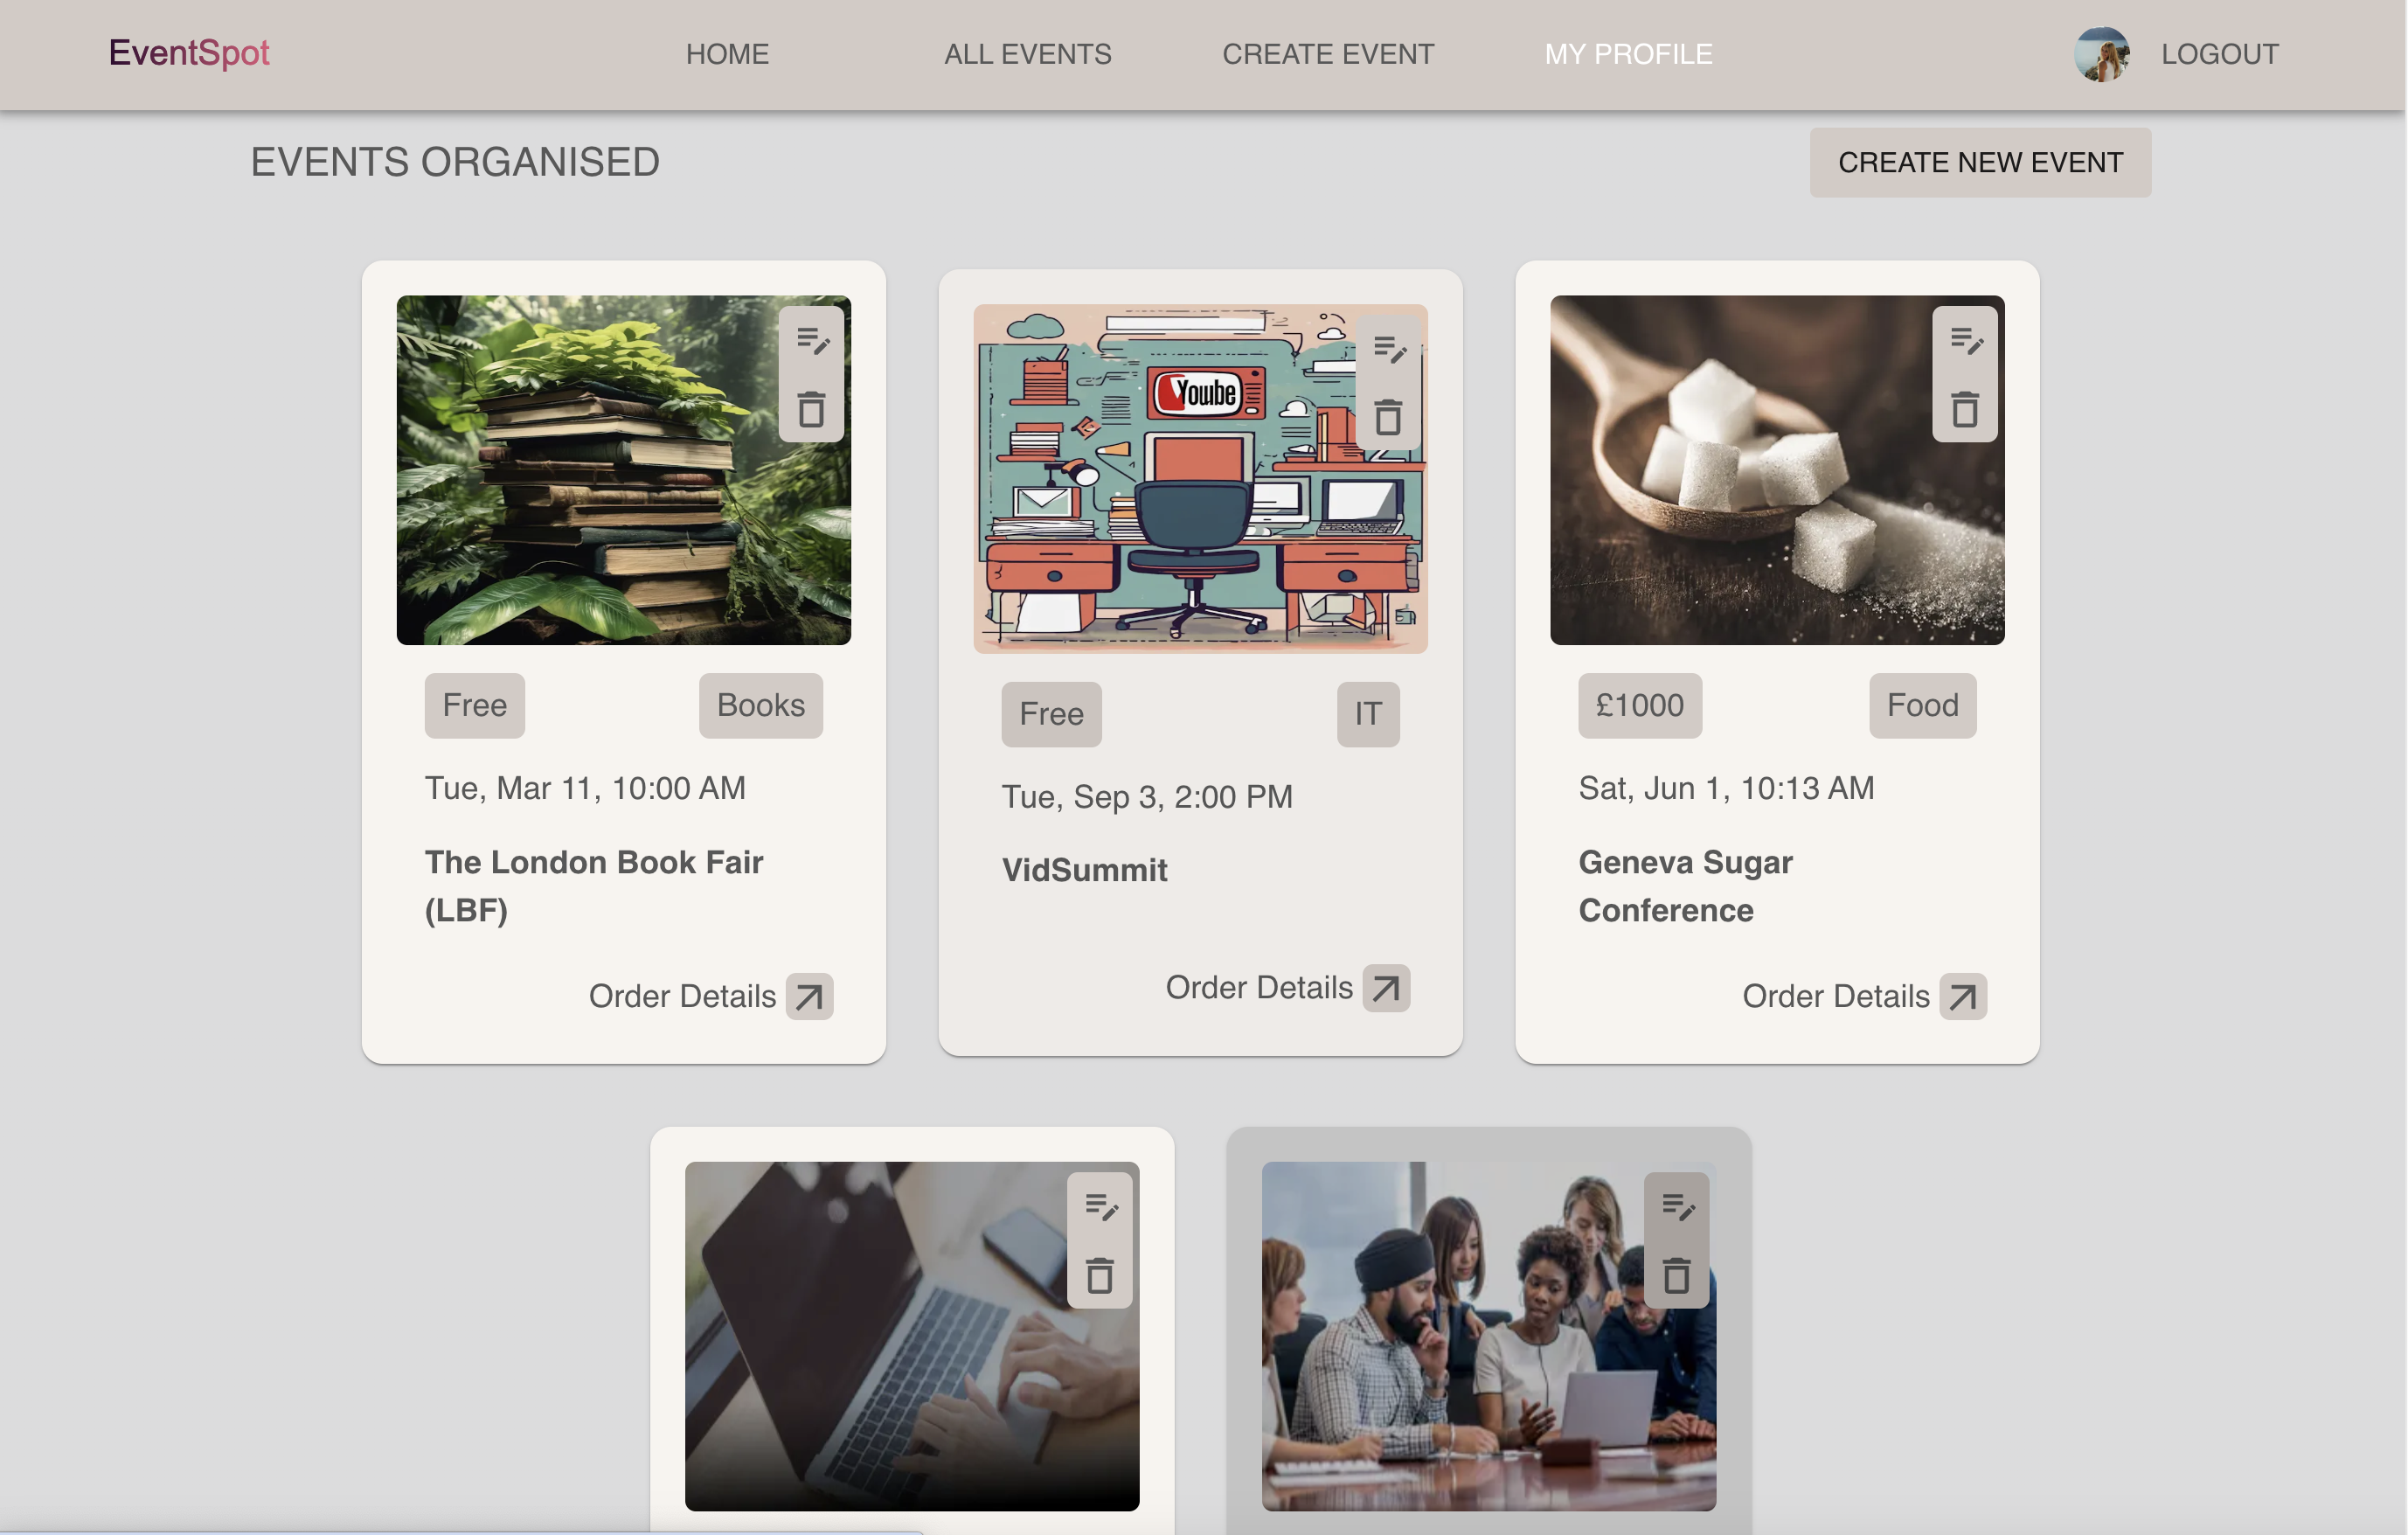 EventSpot
HOME
ALL EVENTS
CREATE EVENT
MY PROFILE
LOGOUT
EVENTS ORGANISED
CREATE NEW EVENT
Yoube
Free
Books
Tue, Mar 11, 10:00 AM
The London Book Fair
(LBF)
Order Details
Free
IT
Tue, Sep 3, 2:00 PM
VidSummit
Order Details
£1000
Food
Sat, Jun 1, 10:13 AM
Geneva Sugar
Conference
Order Details